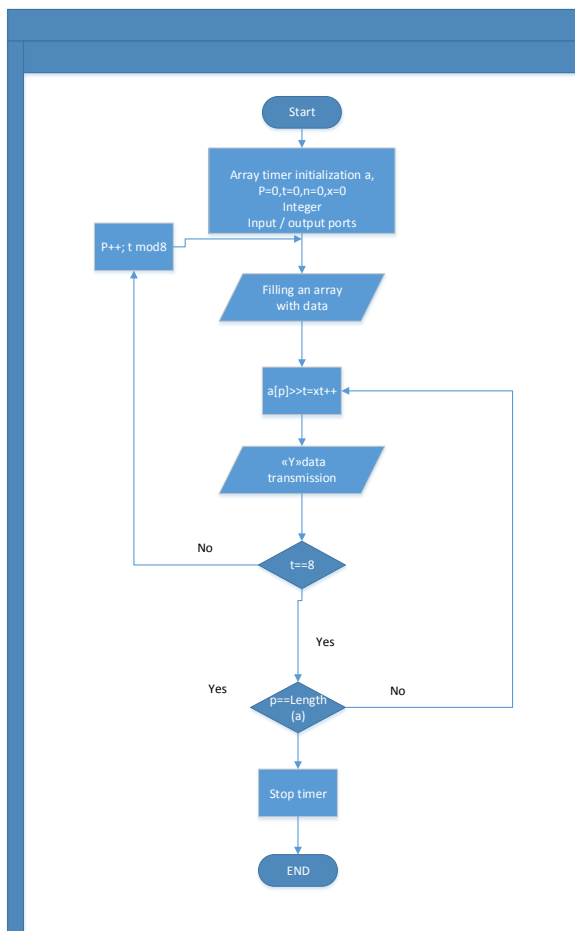 Start
Array timer initialization a,
P=0,t=0,n=0,x=0
Integer
Input / output ports
P++; t mod8
Filling an array
with data
a[p]>>t=xt++
«Y»data
transmission
No
t==8
Yes
Yes
p==Length
(a)
No
Stop timer
END